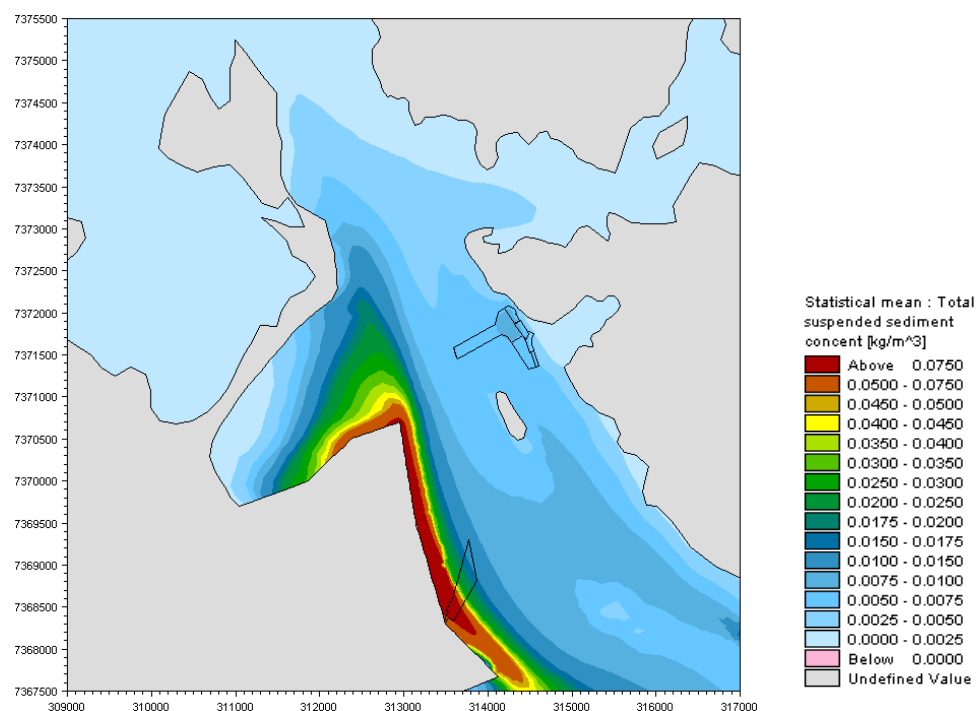 7375500
7375000
7374500
7374000
7373500
7373000
7372500
7372000
7371500
7371000
7370500
7370000
7369500
7369000
7368500
7368000
7367500
309000 310000 311000 312000 313000 314000 315000 316000 317000
Statistical mean : Total
suspended sediment
concent [kg/m^3]
Above 0.0750
0.0500 - 0.0750
0.0450 - 0.0500
0.0400 - 0.0450
0.0350 - 0.0400
0.0300 - 0.0350
0.0250 - 0.0300
0.0200 - 0.0250
0.0175 - 0.0200
0.0150 - 0.0175
0.0100 - 0.0150
0.0075 - 0.0100
0.0050 - 0.0075
0.0025 - 0.0050
0.0000 - 0.0025
Below 0.0000
Undefined Value